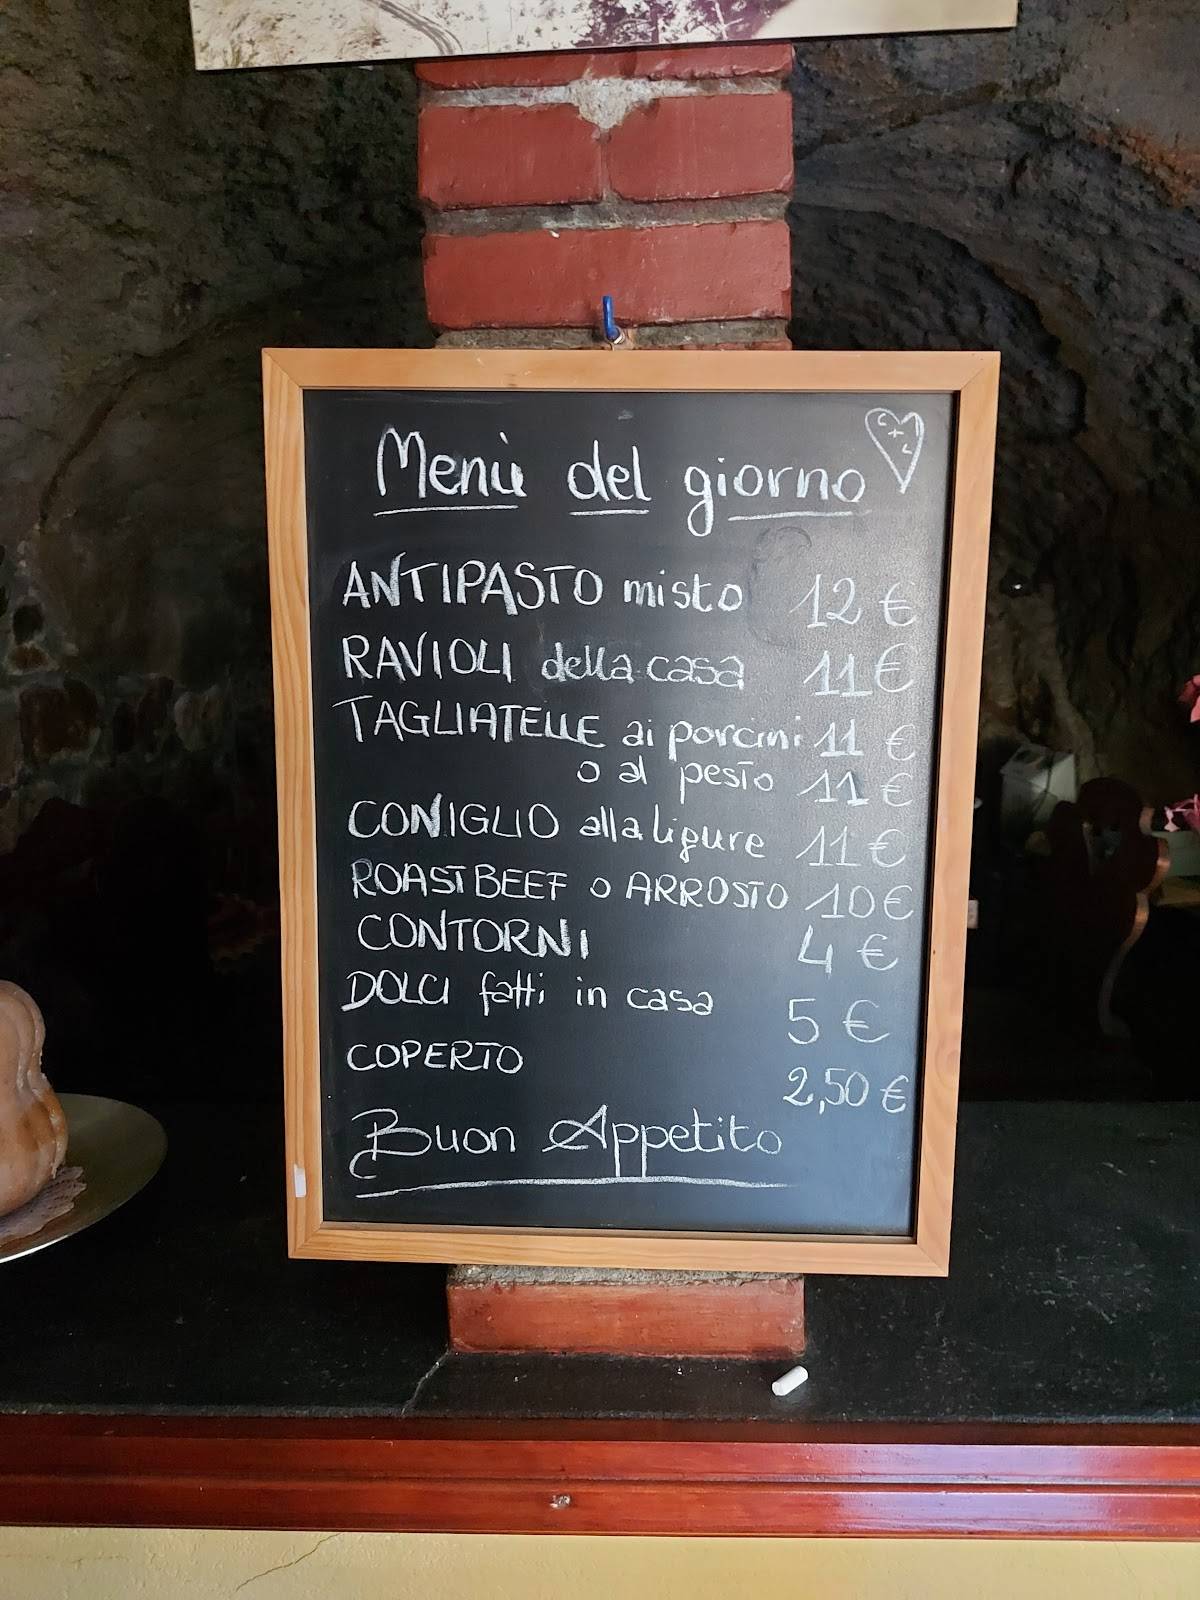 Menù del giorno
C + L
ANTIPASTO misto 12 €
RAVIOLI della casa 11 €
TAGLIATELLE ai porcini 11 €
o al pesto 11 €
CONIGLIO alla ligure 11 €
ROASTBEEF o ARROSTO 10 €
CONTORNI 4 €
DOLCI fatti in casa 5 €
COPERTO 2,50 €
Buon Appetito